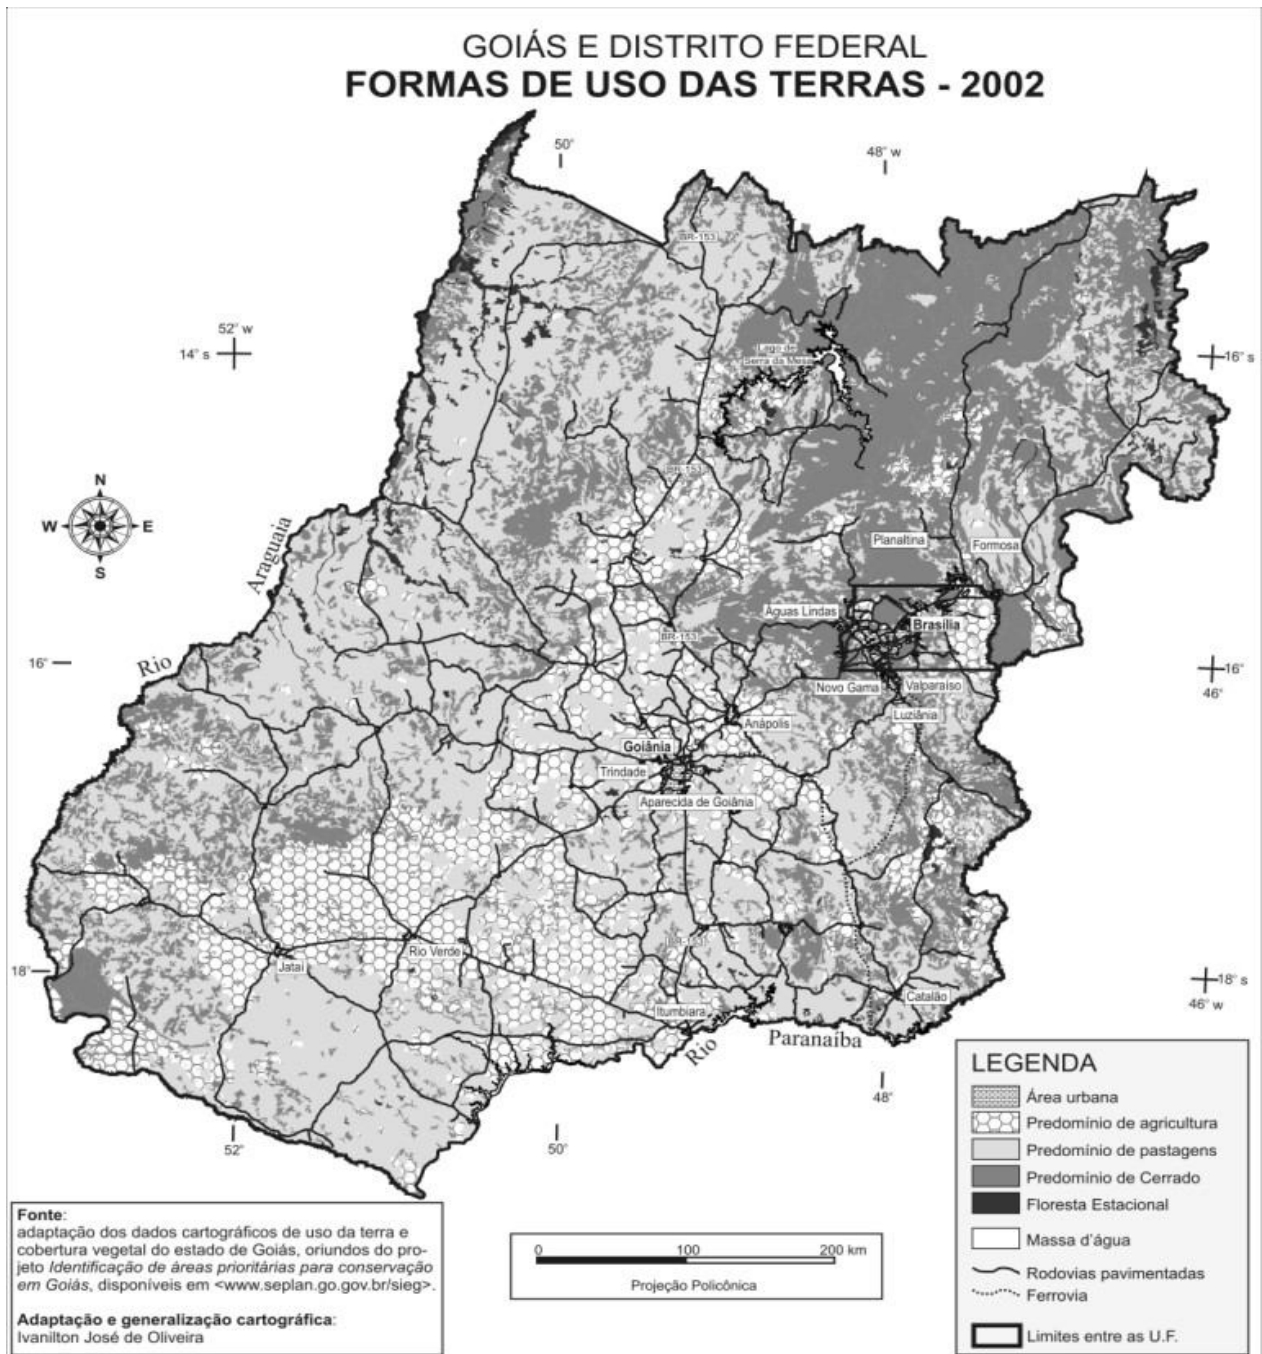 GOIÁS E DISTRITO FEDERAL
FORMAS DE USO DAS TERRAS - 2002
50°
48° w
BR-153
52° w
14° s
Lago de
Serra da Mesa
16° s
BR-153
N
W E
S
Araguaia
Planaltina
Formosa
Águas Lindas
Brasília
BR-153
Rio
16°
16°
46°
Novo Gama
Valparaíso
Luziânia
Anápolis
Goiânia
Trindade
Aparecida de Goiânia
BR-153
Rio Verde
Jataí
18°
18° s
46° w
Catalão
Itumbiara
Paranaíba
Rio
48°
52°
50°
LEGENDA
Área urbana
Predomínio de agricultura
Predomínio de pastagens
Predomínio de Cerrado
Floresta Estacional
Massa d'água
Rodovias pavimentadas
Ferrovia
Limites entre as U.F.
Fonte:
adaptação dos dados cartográficos de uso da terra e
cobertura vegetal do estado de Goiás, oriundos do pro-
jeto Identificação de áreas prioritárias para conservação
em Goiás, disponíveis em <www.seplan.go.gov.br/sieg>.
Adaptação e generalização cartográfica:
Ivanilton José de Oliveira
0 100 200 km
Projeção Policônica